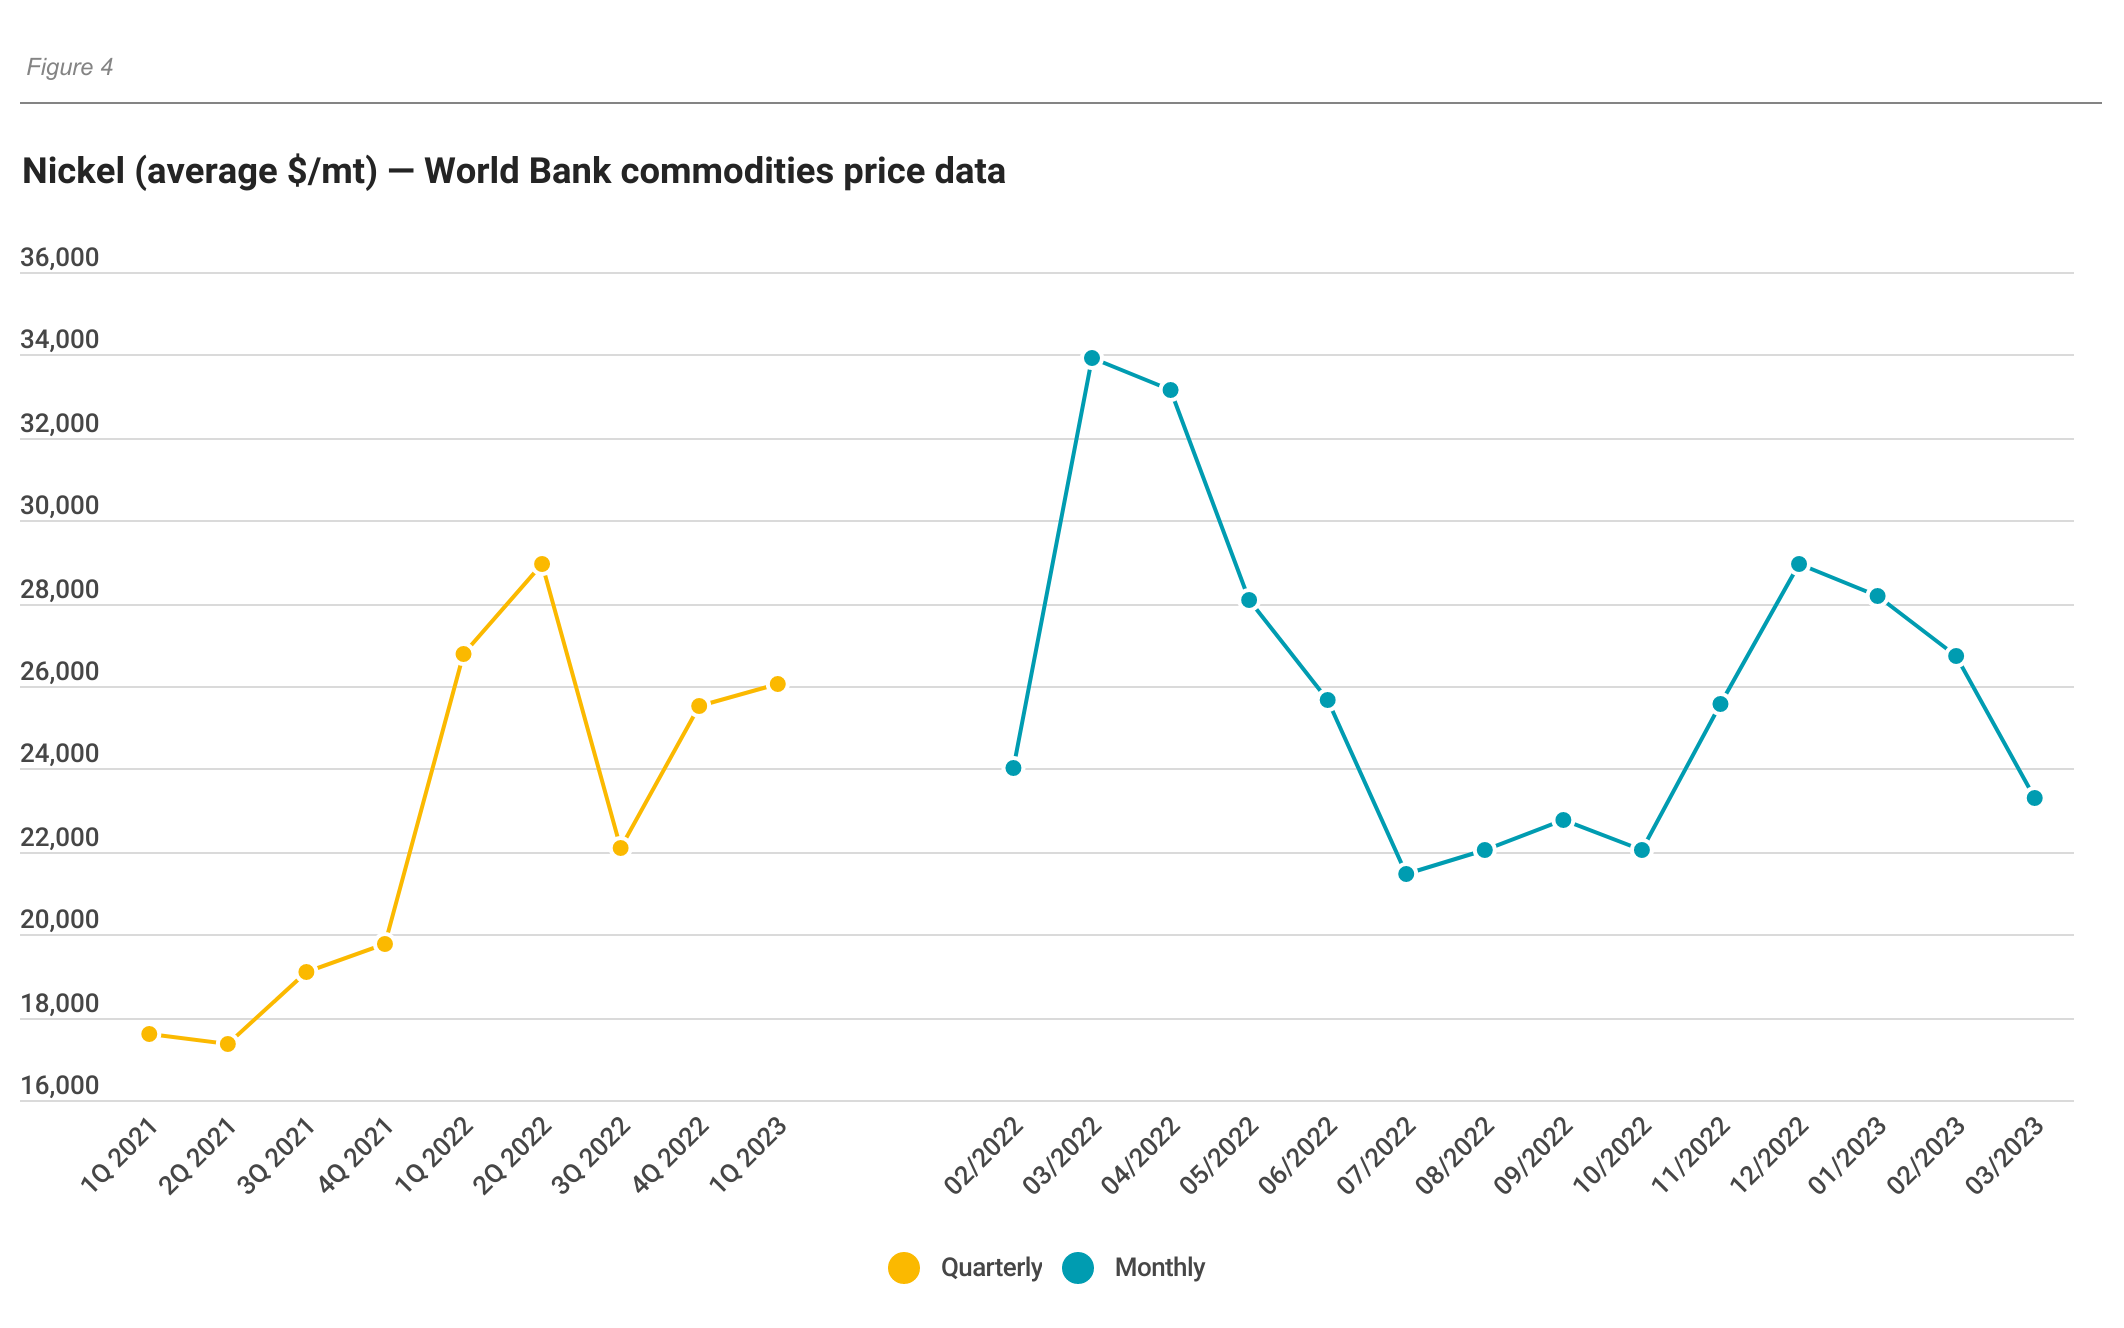 Figure 4
Nickel (average $/mt) — World Bank commodities price data
36,000
34,000
32,000
30,000
28,000
26,000
24,000
22,000
20,000
18,000
16,000
1Q 2021
2Q 2021
3Q 2021
4Q 2021
1Q 2022
2Q 2022
3Q 2022
4Q 2022
1Q 2023
02/2022
03/2022
04/2022
05/2022
06/2022
07/2022
08/2022
09/2022
10/2022
11/2022
12/2022
01/2023
02/2023
03/2023
Quarterly
Monthly